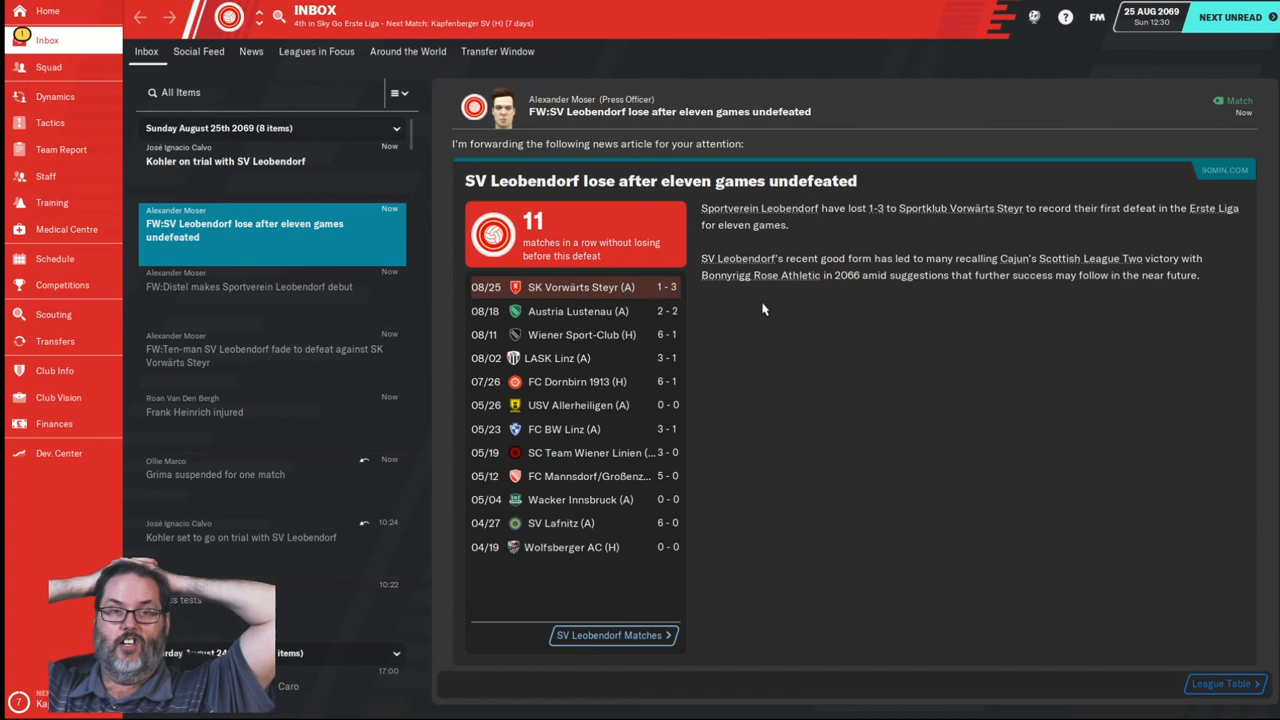 Home
1
Inbox
Squad
Dynamics
Tactics
Team Report
Staff
Training
Medical Centre
Schedule
Competitions
Scouting
Transfers
Club Info
Club Vision
Finances
Dev. Center
7
INBOX
4th in Sky Go Erste Liga - Next Match: Kapfenberger SV (H) (7 days)
?
FM
25 AUG 2069
Sun 12:30
NEXT UNREAD
Inbox
Social Feed
News
Leagues in Focus
Around the World
Transfer Window
All Items
Sunday August 25th 2069 (8 items)
José Ignacio Calvo Now
Kohler on trial with SV Leobendorf
Alexander Moser Now
FW:SV Leobendorf lose after eleven games
undefeated
Alexander Moser Now
FW:Distel makes Sportverein Leobendorf debut
Alexander Moser Now
FW:Ten-man SV Leobendorf fade to defeat against SK
Vorwärts Steyr
Roan Van Den Bergh Now
Frank Heinrich injured
Ollie Marco Now
Grima suspended for one match
José Ignacio Calvo 10:24
Kohler set to go on trial with SV Leobendorf
10:22
tests
17:00
Caro
Alexander Moser (Press Officer)
FW:SV Leobendorf lose after eleven games undefeated
Match
Now
I'm forwarding the following news article for your attention:
90MIN.COM
SV Leobendorf lose after eleven games undefeated
11
matches in a row without losing
before this defeat
08/25 SK Vorwärts Steyr (A) 1 - 3
08/18 Austria Lustenau (A) 2 - 2
08/11 Wiener Sport-Club (H) 6 - 1
08/02 LASK Linz (A) 3 - 1
07/26 FC Dornbirn 1913 (H) 6 - 1
05/26 USV Allerheiligen (A) 0 - 0
05/23 FC BW Linz (A) 3 - 1
05/19 SC Team Wiener Linien (... 3 - 0
05/12 FC Mannsdorf/Großenz... 5 - 0
05/04 Wacker Innsbruck (A) 0 - 0
04/27 SV Lafnitz (A) 6 - 0
04/19 Wolfsberger AC (H) 0 - 0
SV Leobendorf Matches >
Sportverein Leobendorf have lost 1-3 to Sportklub Vorwärts Steyr to record their first defeat in the Erste Liga
for eleven games.
SV Leobendorf's recent good form has led to many recalling Cajun's Scottish League Two victory with
Bonnyrigg Rose Athletic in 2066 amid suggestions that further success may follow in the near future.
League Table >